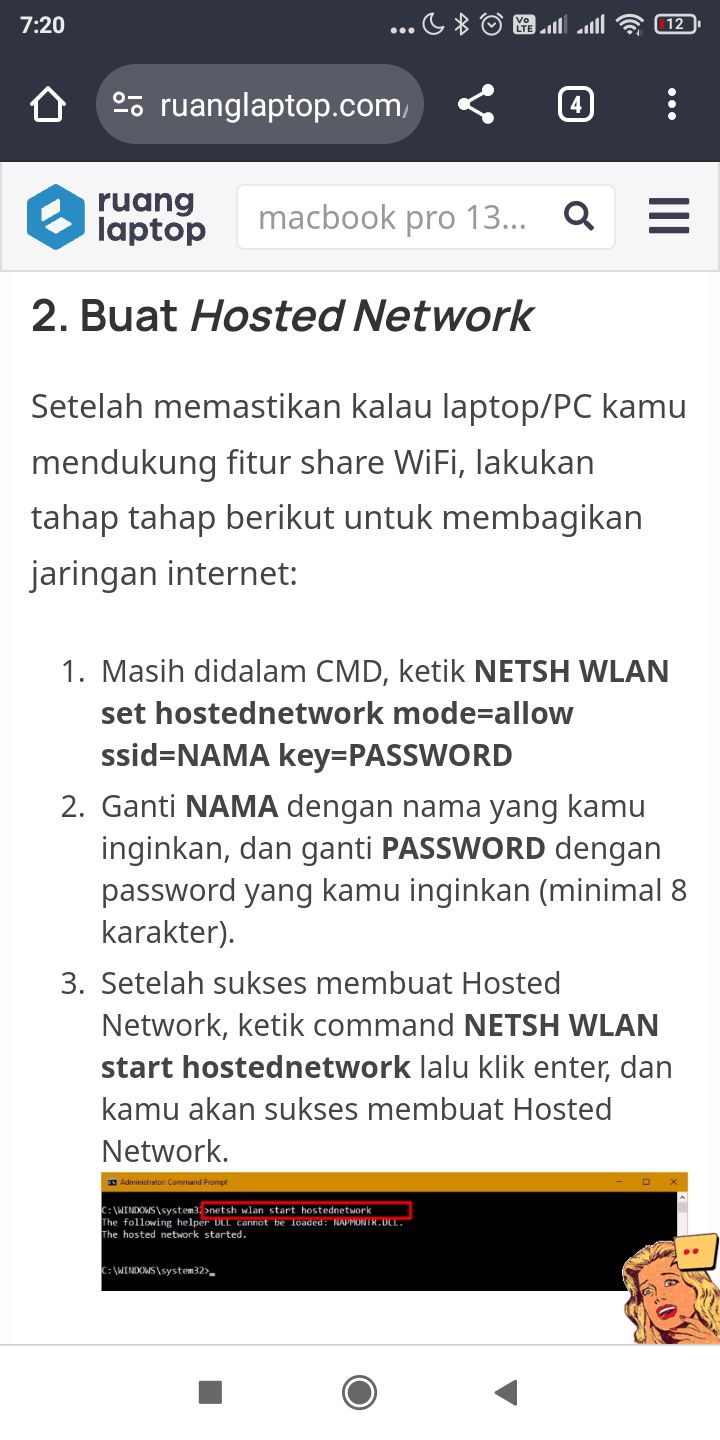 7:20
Vo LTE
12
ruanglaptop.com/
4
ruang
laptop
macbook pro 13...
2. Buat Hosted Network
Setelah memastikan kalau laptop/PC kamu
mendukung fitur share WiFi, lakukan
tahap tahap berikut untuk membagikan
jaringan internet:
1. Masih didalam CMD, ketik NETSH WLAN
set hostednetwork mode=allow
ssid=NAMA key=PASSWORD
2. Ganti NAMA dengan nama yang kamu
inginkan, dan ganti PASSWORD dengan
password yang kamu inginkan (minimal 8
karakter).
3. Setelah sukses membuat Hosted
Network, ketik command NETSH WLAN
start hostednetwork lalu klik enter, dan
kamu akan sukses membuat Hosted
Network.
Administrator: Command Prompt
C:\WINDOWS\system32>netsh wlan start hostednetwork
The following helper DLL cannot be loaded: NAPMONTR.DLL.
The hosted network started.
C:\WINDOWS\system32>_